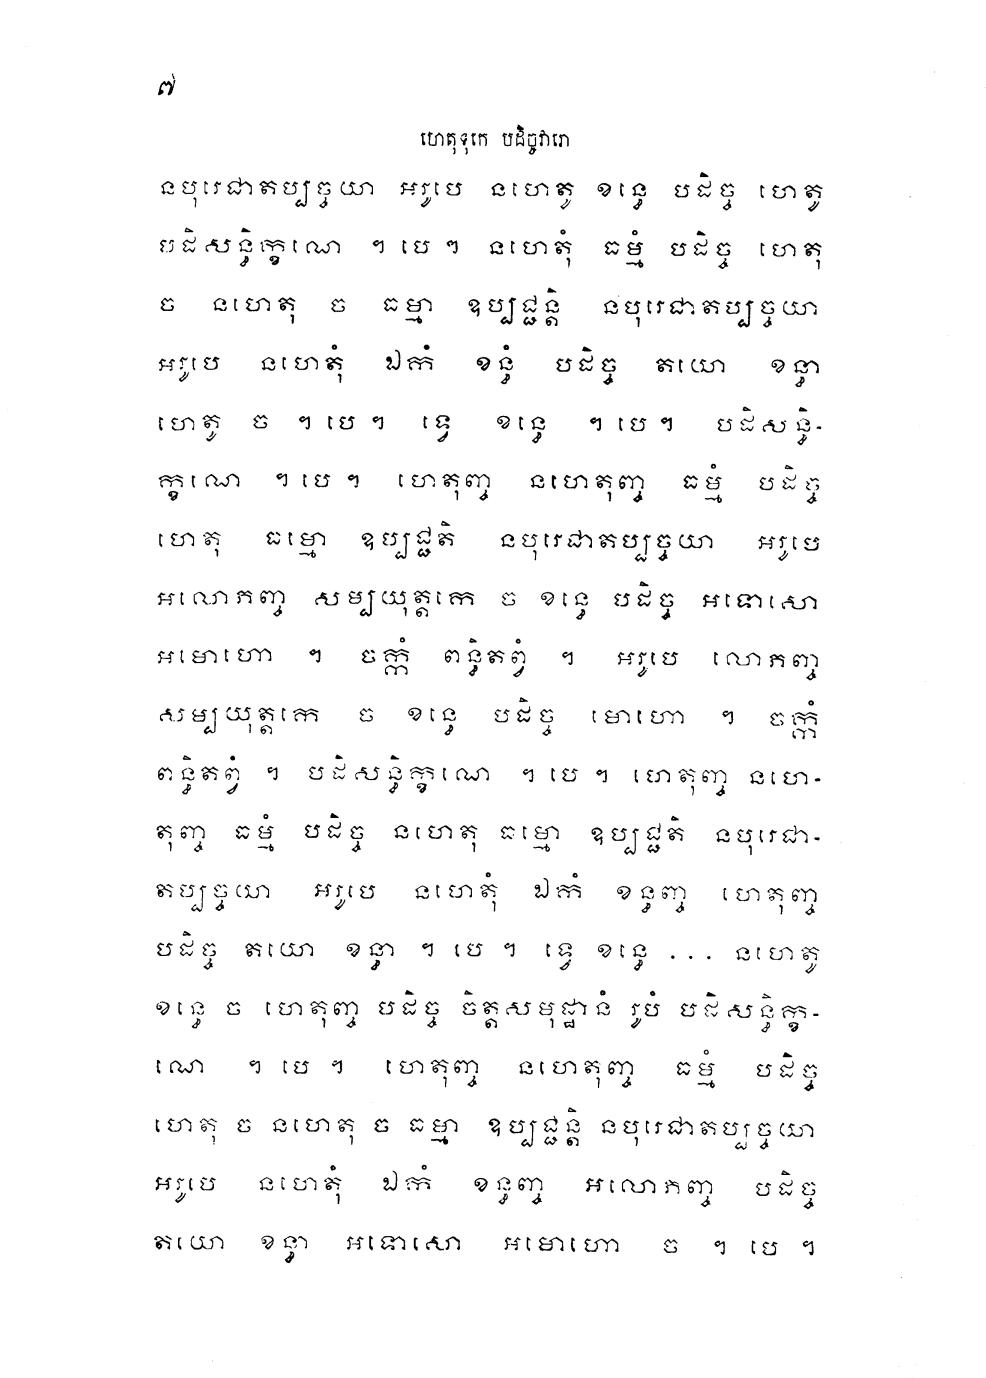 ៧
ហេតុទុកេ បដិច្ចវារោ
នបុរេជាតប្បច្ចយា អរូបេ នហេតូ ខន្ធេ បដិច្ច ហេតូ
បដិសន្ធិក្ខណេ ។ បេ ។ នហេតុំ ធម្មំ បដិច្ច ហេតុ
ច នហេតុ ច ធម្មា ឧប្បជ្ជន្តិ នបុរេជាតប្បច្ចយា
អរូបេ នហេតុំ ឯកំ ខន្ធំ បដិច្ច តយោ ខន្ធា
ហេតូ ច ។ បេ ។ ទ្វេ ខន្ធេ ។ បេ ។ បដិសន្ធិ-
ក្ខណេ ។ បេ ។ ហេតុញ្ច នហេតុញ្ច ធម្មំ បដិច្ច
ហេតុ ធម្មោ ឧប្បជ្ជតិ នបុរេជាតប្បច្ចយា អរូបេ
អលោភញ្ច សម្បយុត្តកេ ច ខន្ធេ បដិច្ច អទោសោ
អមោហោ ។ ចក្កំ ពន្ធិតព្វំ ។ អរូបេ លោភញ្ច
សម្បយុត្តកេ ច ខន្ធេ បដិច្ច មោហោ ។ ចក្កំ
ពន្ធិតព្វំ ។ បដិសន្ធិក្ខណេ ។ បេ ។ ហេតុញ្ច នហេ-
តុញ្ច ធម្មំ បដិច្ច នហេតុ ធម្មោ ឧប្បជ្ជតិ នបុរេជា-
តប្បច្ចយា អរូបេ នហេតុំ ឯកំ ខន្ធញ្ច ហេតុញ្ច
បដិច្ច តយោ ខន្ធា ។ បេ ។ ទ្វេ ខន្ធេ ... នហេតូ
ខន្ធេ ច ហេតុញ្ច បដិច្ច ចិត្តសមុដ្ឋានំ រូបំ បដិសន្ធិក្ខ-
ណេ ។ បេ ។ ហេតុញ្ច នហេតុញ្ច ធម្មំ បដិច្ច
ហេតុ ច នហេតុ ច ធម្មា ឧប្បជ្ជន្តិ នបុរេជាតប្បច្ចយា
អរូបេ នហេតុំ ឯកំ ខន្ធញ្ច អលោភញ្ច បដិច្ច
តយោ ខន្ធា អទោសោ អមោហោ ច ។ បេ ។